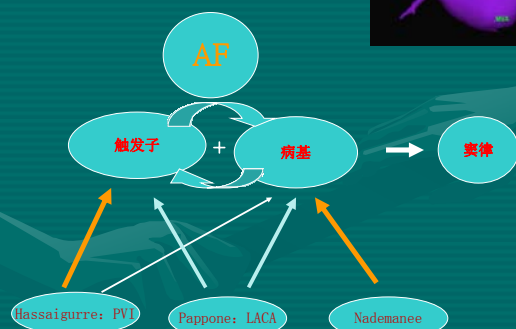 AF
触发子
+
病基
窦律
Hassaigurre: PVI
Pappone: LACA
Nademanee